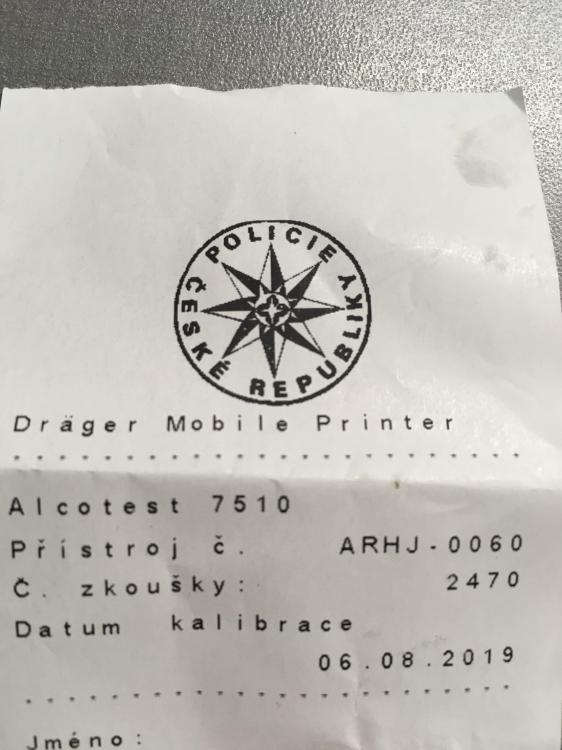 POLICIE ČESKÉ REPUBLIKY
Dräger Mobile Printer
Alcotest 7510
Přístroj č. ARHJ-0060
Č. zkoušky: 2470
Datum kalibrace
06.08.2019
Jméno: